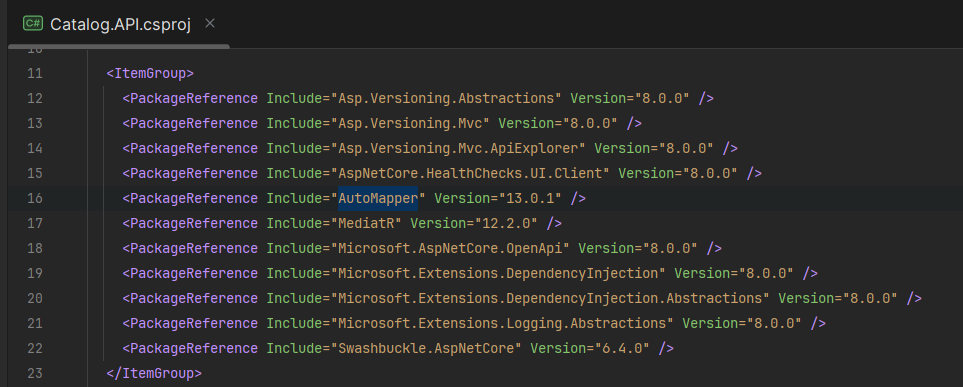 C# Catalog.API.csproj ×
10
11 <ItemGroup>
12 <PackageReference Include="Asp.Versioning.Abstractions" Version="8.0.0" />
13 <PackageReference Include="Asp.Versioning.Mvc" Version="8.0.0" />
14 <PackageReference Include="Asp.Versioning.Mvc.ApiExplorer" Version="8.0.0" />
15 <PackageReference Include="AspNetCore.HealthChecks.UI.Client" Version="8.0.0" />
16 <PackageReference Include="AutoMapper" Version="13.0.1" />
17 <PackageReference Include="MediatR" Version="12.2.0" />
18 <PackageReference Include="Microsoft.AspNetCore.OpenApi" Version="8.0.0" />
19 <PackageReference Include="Microsoft.Extensions.DependencyInjection" Version="8.0.0" />
20 <PackageReference Include="Microsoft.Extensions.DependencyInjection.Abstractions" Version="8.0.0" />
21 <PackageReference Include="Microsoft.Extensions.Logging.Abstractions" Version="8.0.0" />
22 <PackageReference Include="Swashbuckle.AspNetCore" Version="6.4.0" />
23 </ItemGroup>